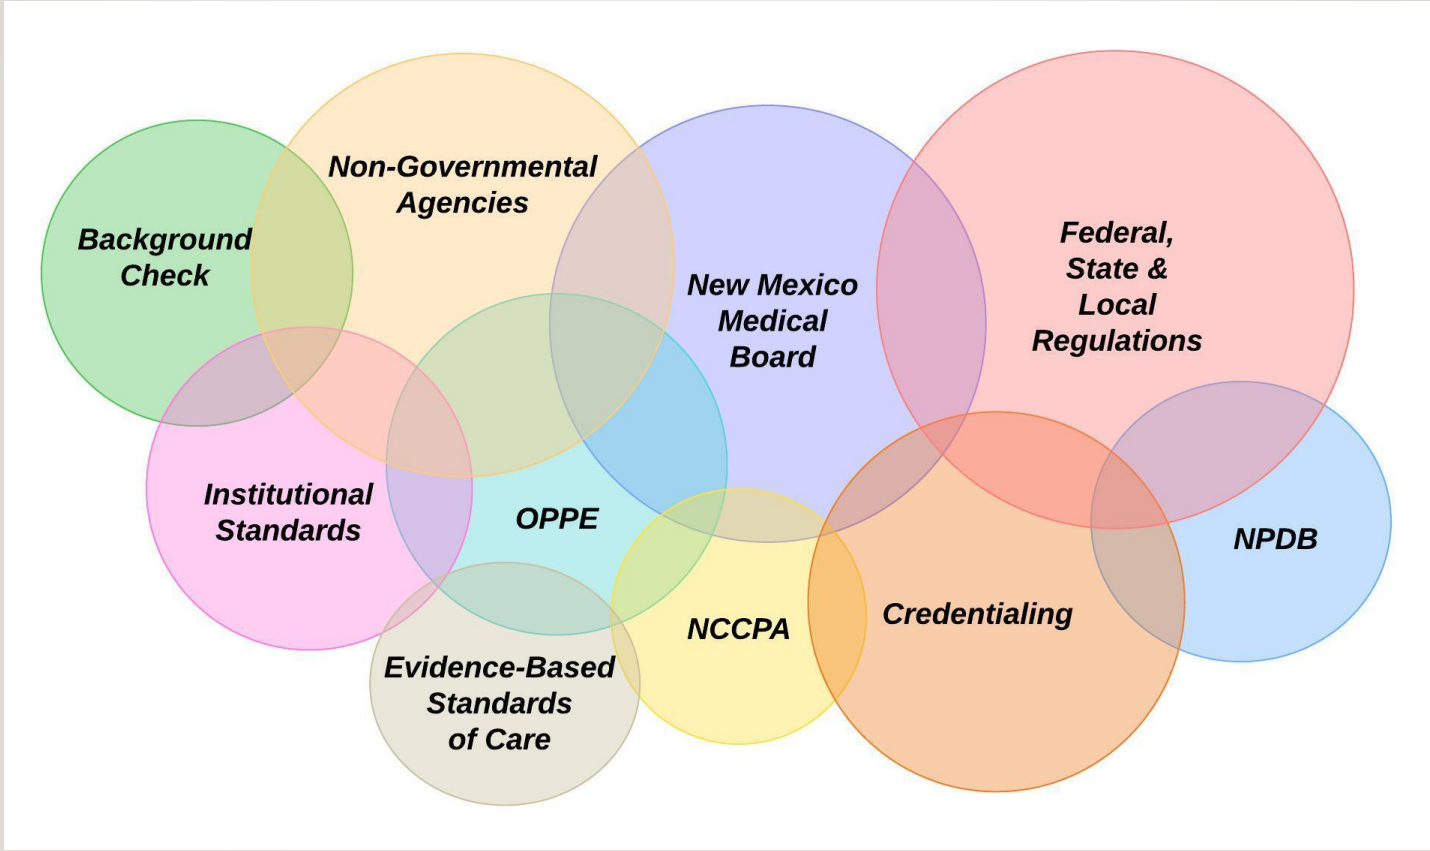 Non-Governmental
Agencies
Background
Check
New Mexico
Medical
Board
Federal,
State &
Local
Regulations
Institutional
Standards
OPPE
NCCPA
Credentialing
NPDB
Evidence-Based
Standards
of Care